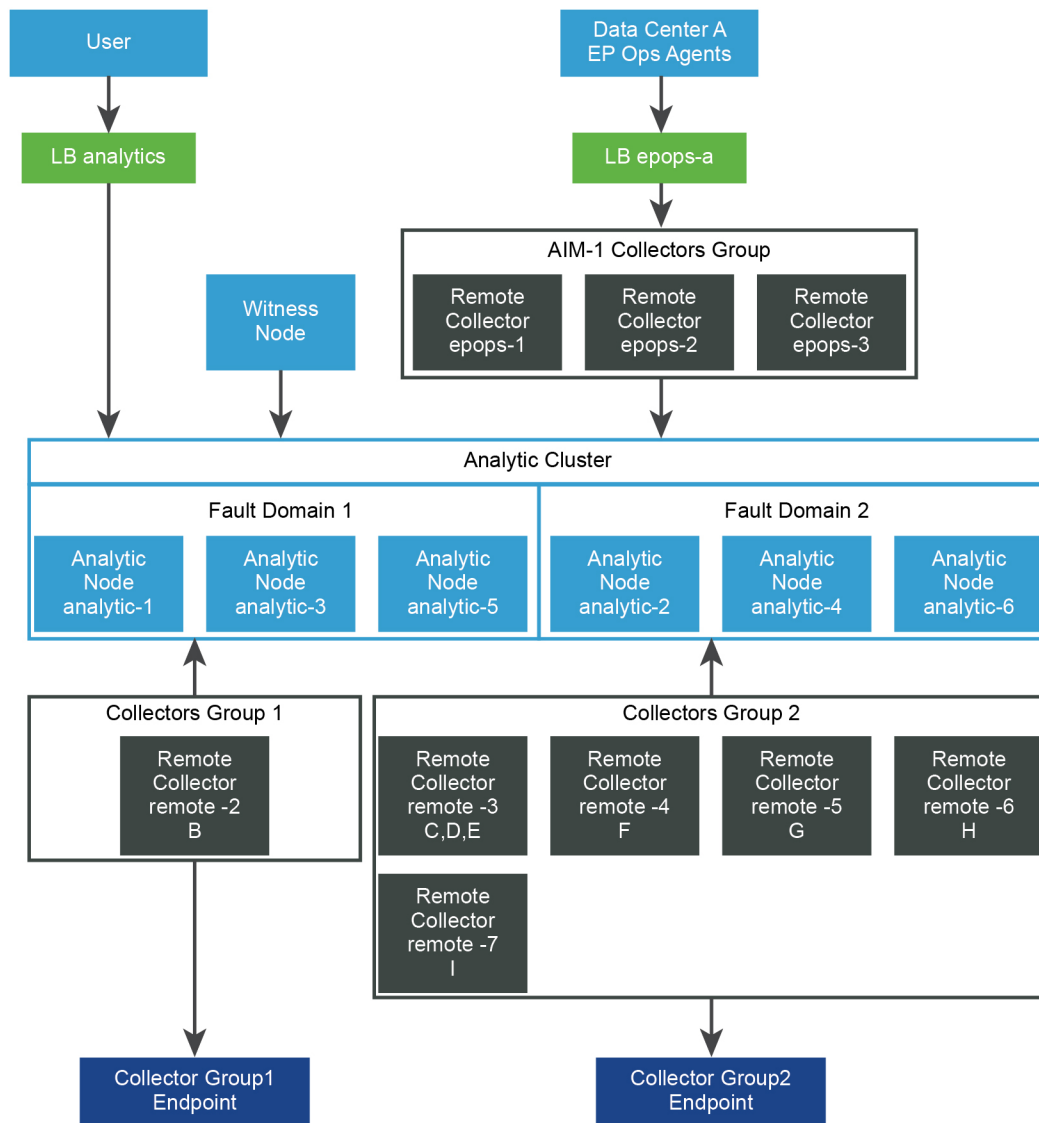 User
Data Center A
EP Ops Agents
LB analytics
LB epops-a
AIM-1 Collectors Group
Witness
Node
Remote
Collector
epops-1
Remote
Collector
epops-2
Remote
Collector
epops-3
Analytic Cluster
Fault Domain 1
Fault Domain 2
Analytic
Node
analytic-1
Analytic
Node
analytic-3
Analytic
Node
analytic-5
Analytic
Node
analytic-2
Analytic
Node
analytic-4
Analytic
Node
analytic-6
Collectors Group 1
Remote
Collector
remote -2
B
Collectors Group 2
Remote
Collector
remote -3
C,D,E
Remote
Collector
remote -4
F
Remote
Collector
remote -5
G
Remote
Collector
remote -6
H
Remote
Collector
remote -7
I
Collector Group1
Endpoint
Collector Group2
Endpoint